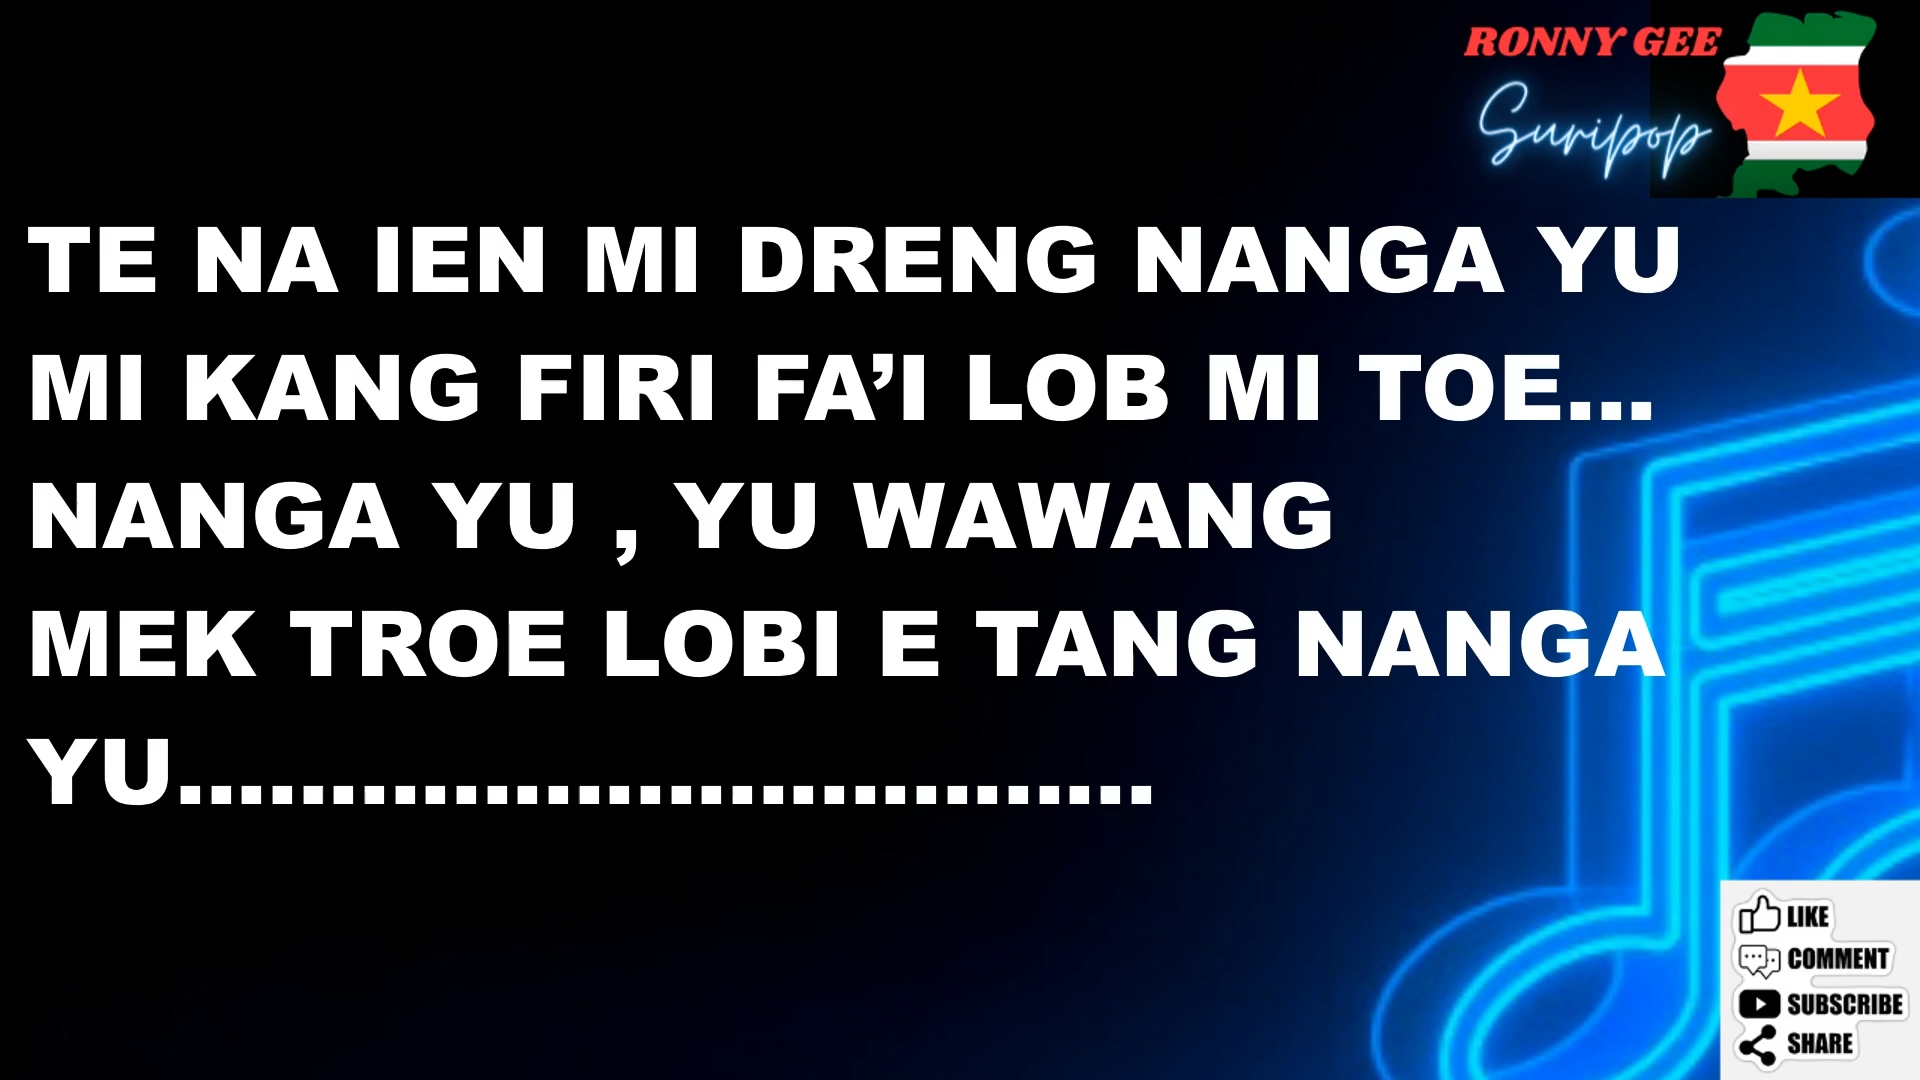 RONNY GEE
Suripop
TE NA IEN MI DRENG NANGA YU
MI KANG FIRI FA’I LOB MI TOE...
NANGA YU , YU WAWANG
MEK TROE LOBI E TANG NANGA
YU................................
LIKE
COMMENT
SUBSCRIBE
SHARE